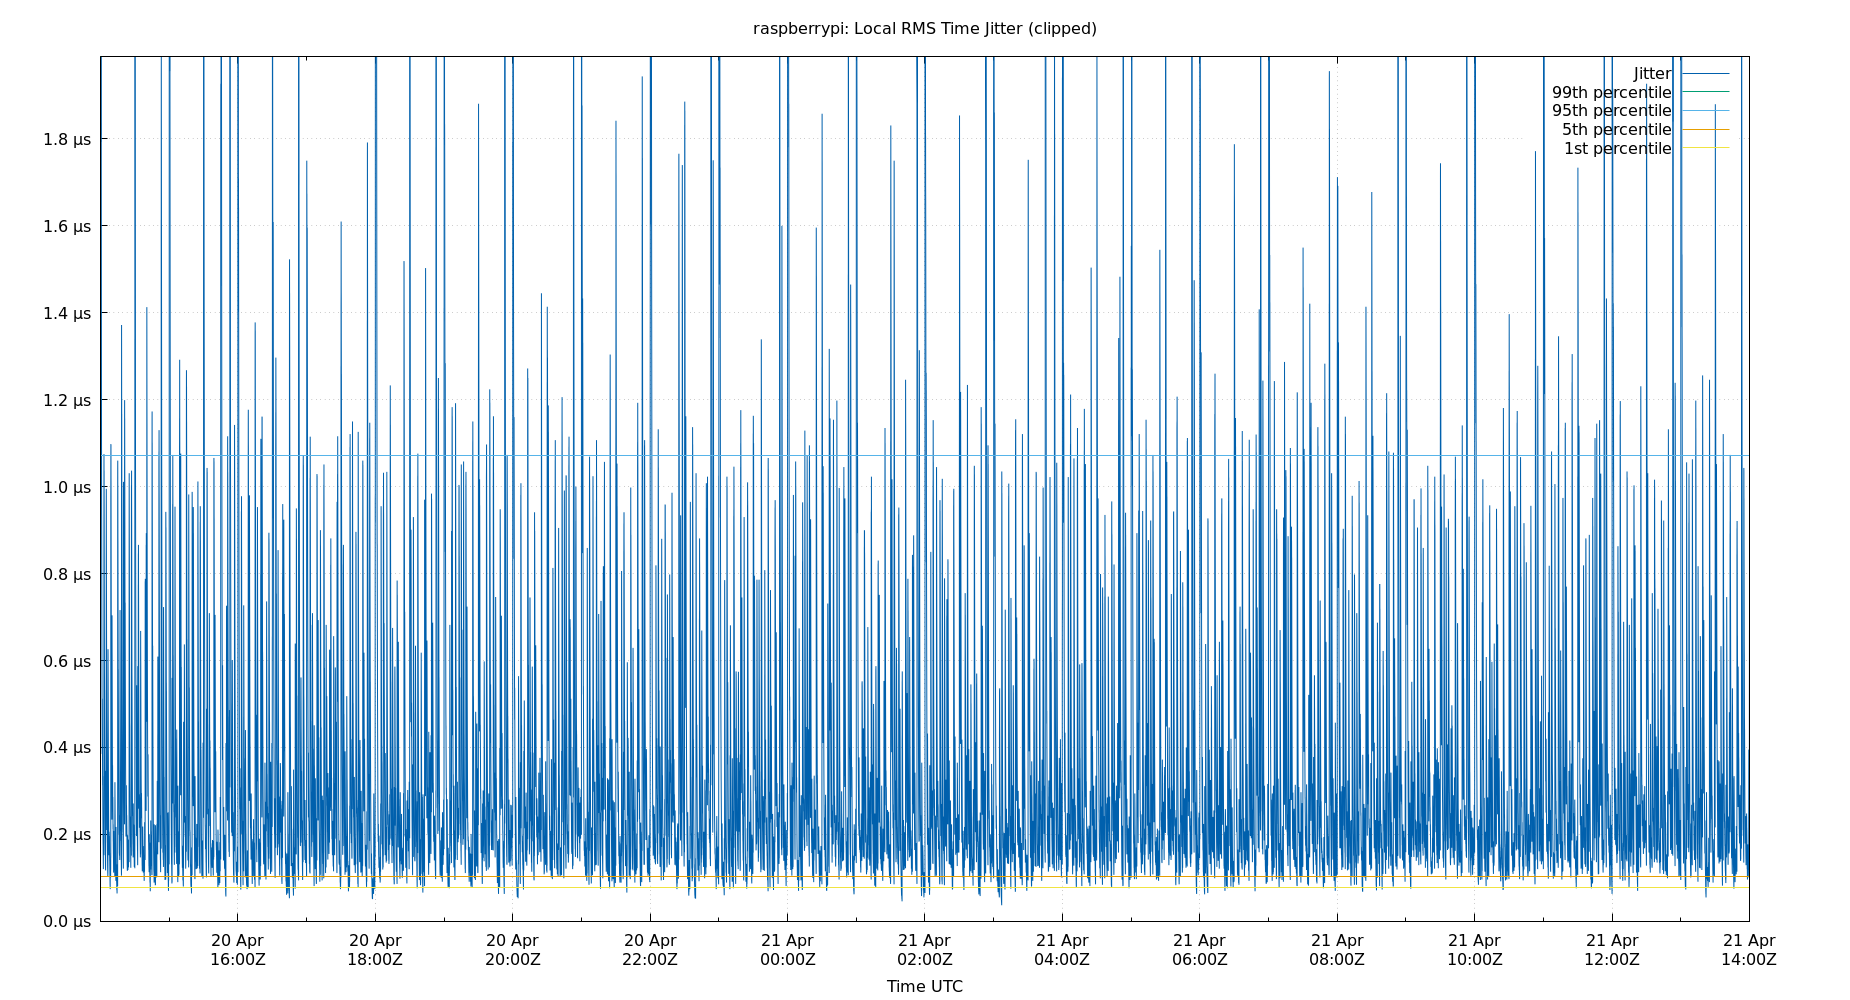 raspberrypi: Local RMS Time Jitter (clipped)
Jitter
99th percentile
95th percentile
5th percentile
1st percentile
1.8 µs
1.6 µs
1.4 µs
1.2 µs
1.0 µs
0.8 µs
0.6 µs
0.4 µs
0.2 µs
0.0 µs
20 Apr 20 Apr 20 Apr 20 Apr 21 Apr 21 Apr 21 Apr 21 Apr 21 Apr 21 Apr 21 Apr 21 Apr
16:00Z 18:00Z 20:00Z 22:00Z 00:00Z 02:00Z 04:00Z 06:00Z 08:00Z 10:00Z 12:00Z 14:00Z
Time UTC